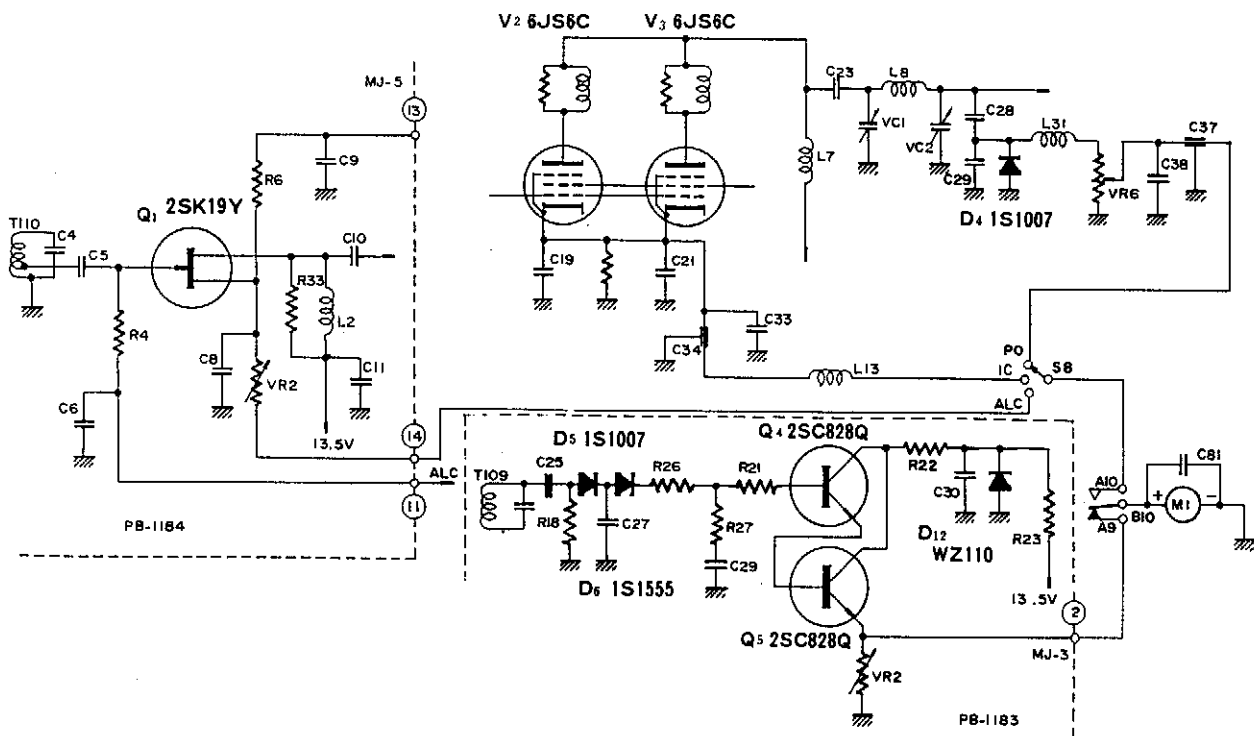 V2 6JS6C
V3 6JS6C
MJ-5
13
C9
R6
Q1 2SK19Y
T110
C4
C5
C10
R33
L2
R4
C8
VR2
C11
C6
13.5V
14
ALC
11
PB-1184
C23
L8
VC1
VC2
C28
L31
C37
L7
C29
VR6
C38
D4 1S1007
C19
C21
C33
C34
L13
PO
IC
S8
ALC
D5 1S1007
Q4 2SC828Q
T109
C25
R26
R21
R22
R18
C27
R27
C30
C29
D12
WZ110
R23
D6 1S1555
13.5V
2
Q5 2SC828Q
MJ-3
VR2
PB-1183
A10
B10
A9
C81
+
M1
-